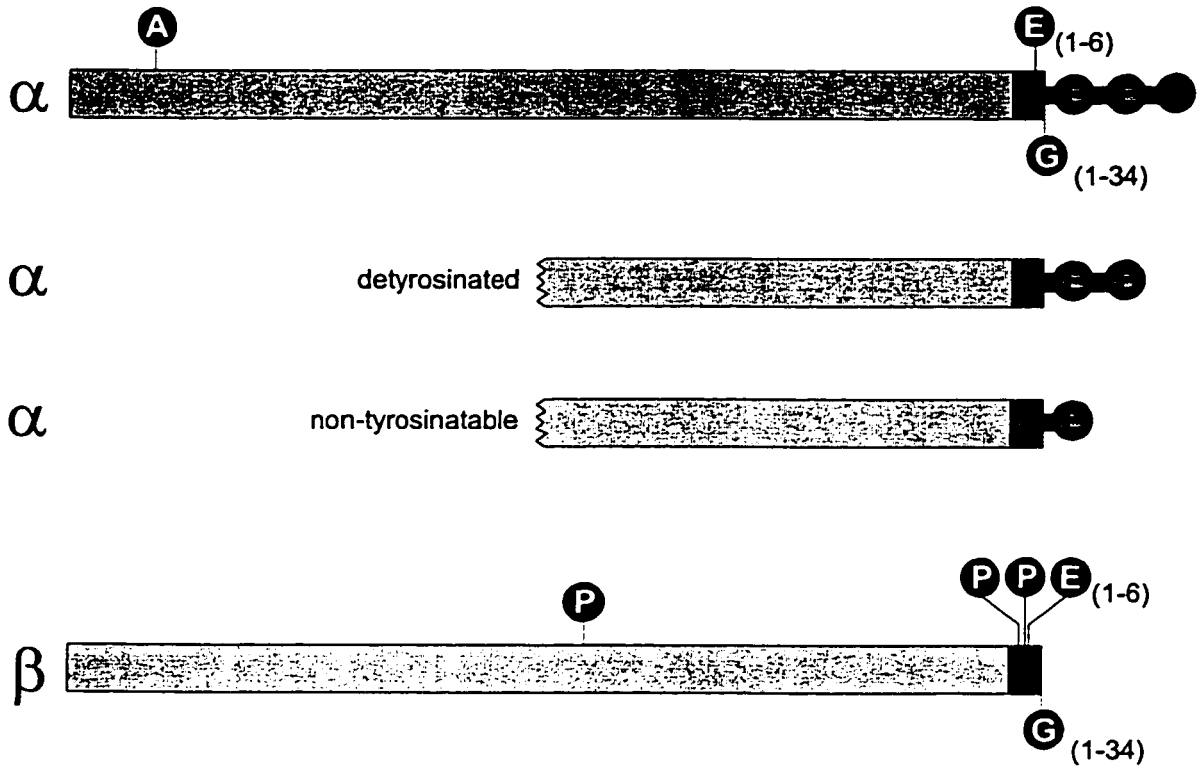 A
E (1-6)
α E E
G (1-34)
α detyrosinated E E
α non-tyrosinatable E
P P E (1-6)
P
β
G (1-34)